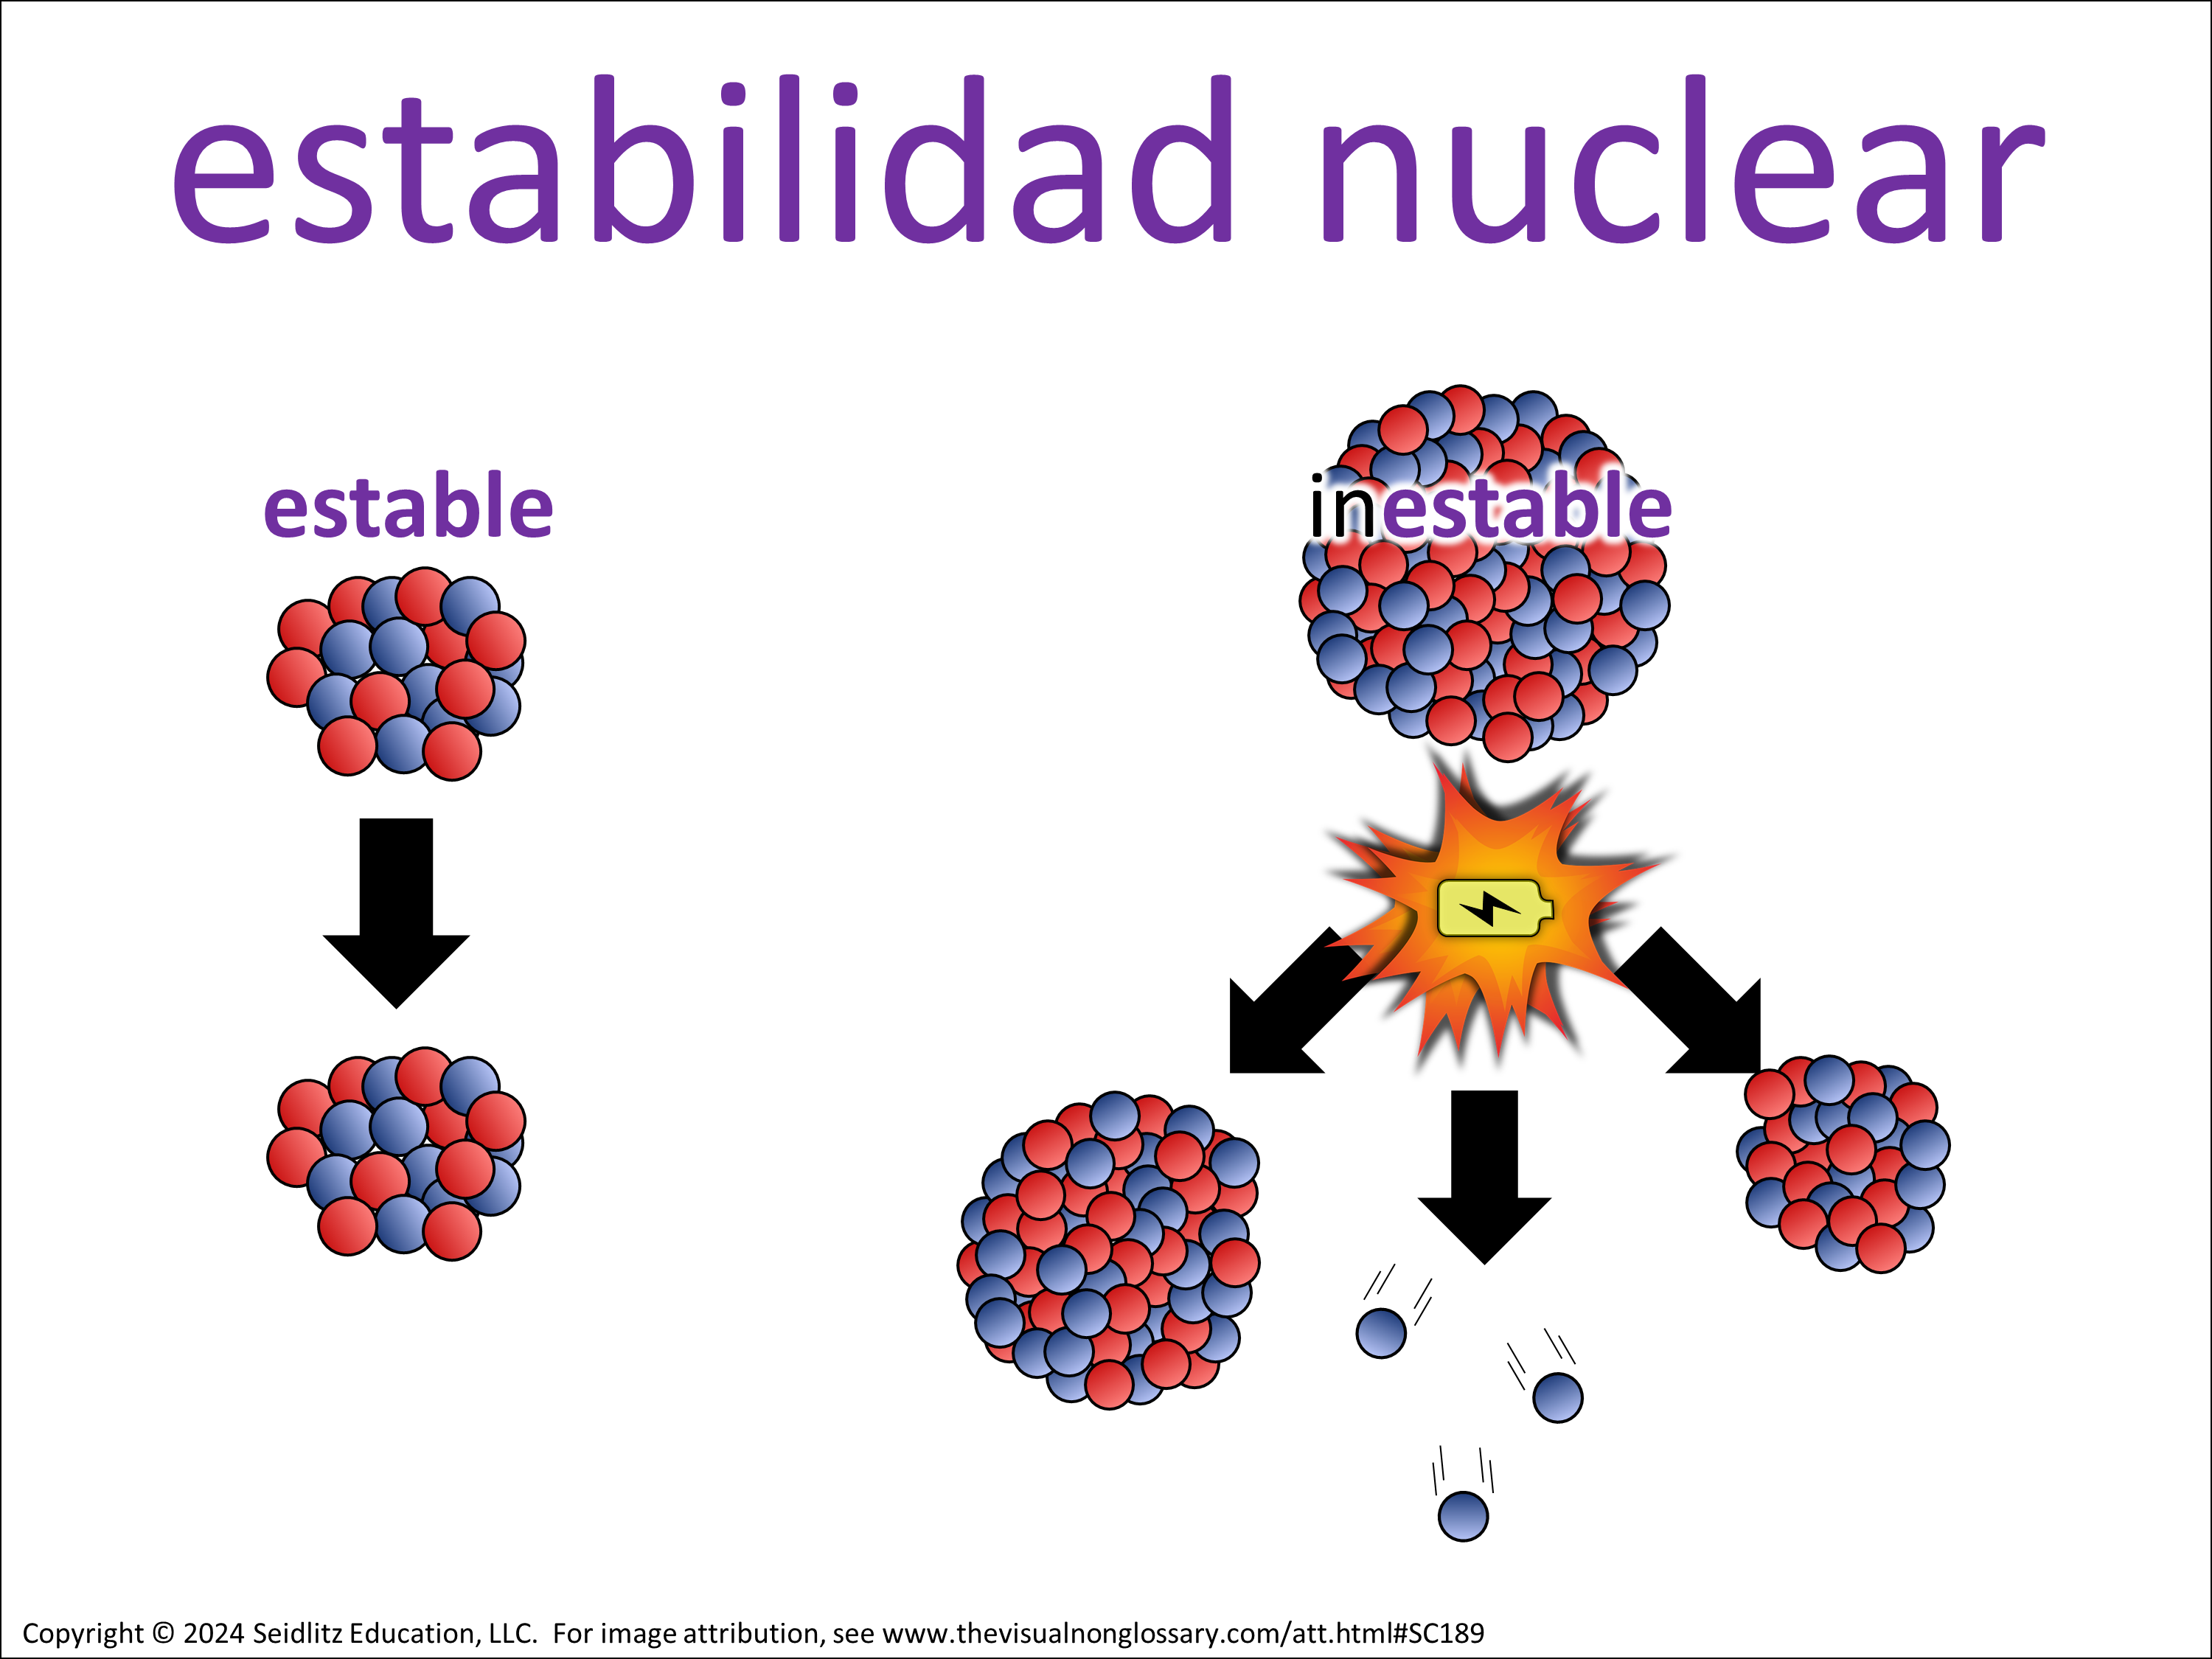 estabilidad nuclear
estable
inestable
Copyright © 2024 Seidlitz Education, LLC.  For image attribution, see www.thevisualnonglossary.com/att.html#SC189